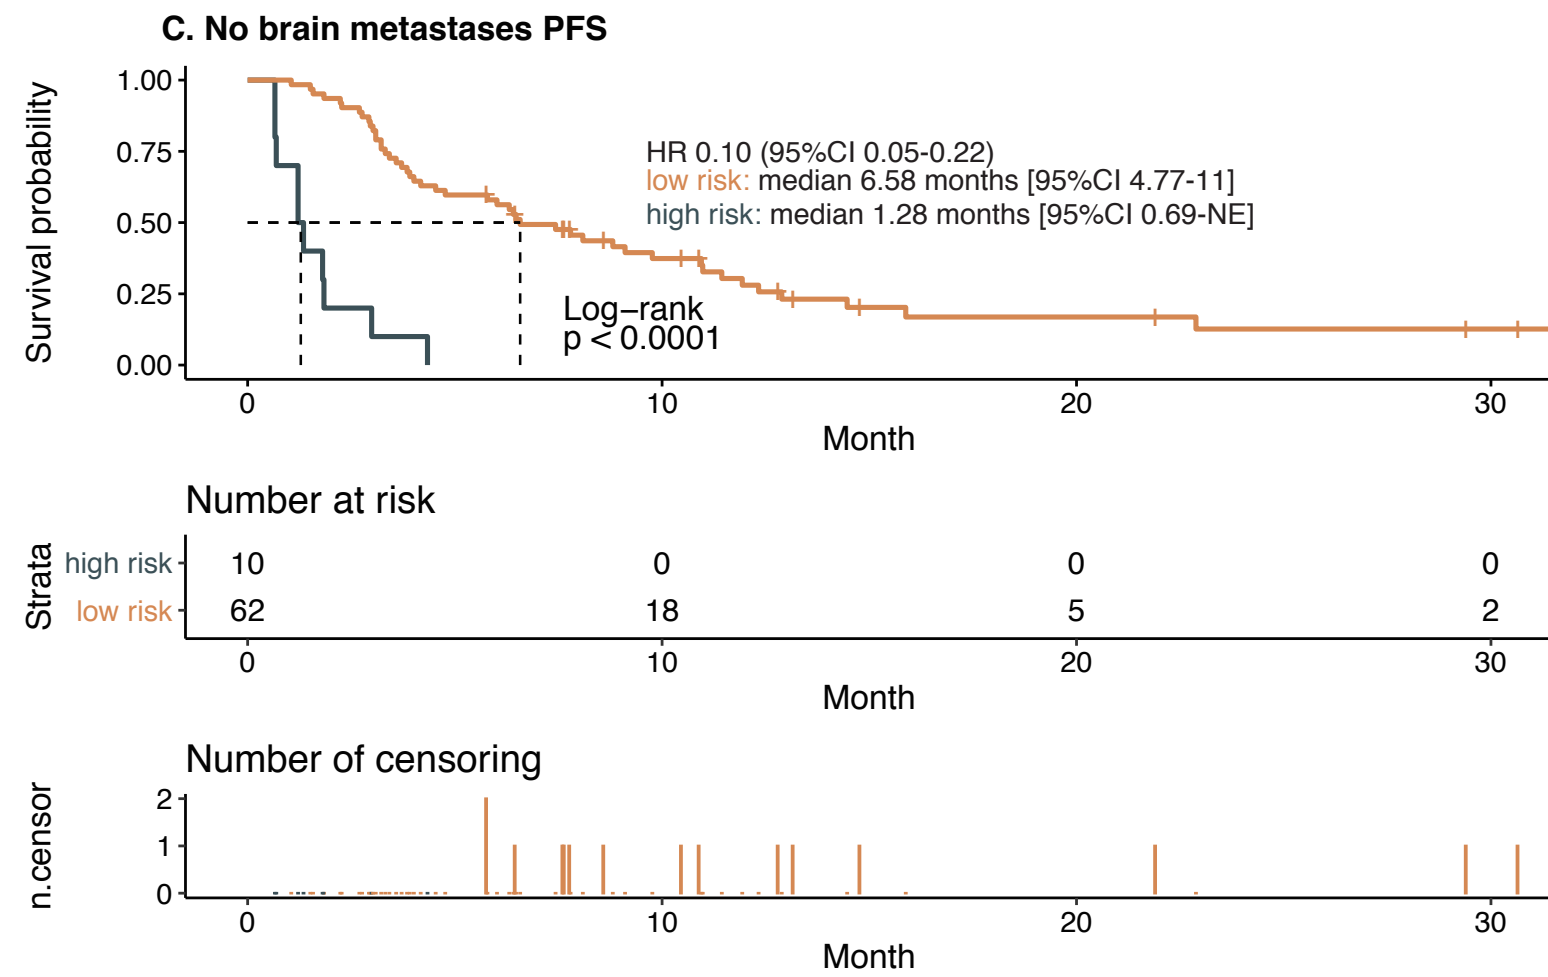 C. No brain metastases PFS
Survival probability
1.00
0.75
0.50
0.25
0.00
HR 0.10 (95%CI 0.05-0.22)
low risk: median 6.58 months [95%CI 4.77-11]
high risk: median 1.28 months [95%CI 0.69-NE]
Log−rank
p < 0.0001
0 10 20 30
Month
Number at risk
Strata
high risk 10 0 0 0
low risk 62 18 5 2
0 10 20 30
Month
Number of censoring
n.censor
2
1
0
0 10 20 30
Month